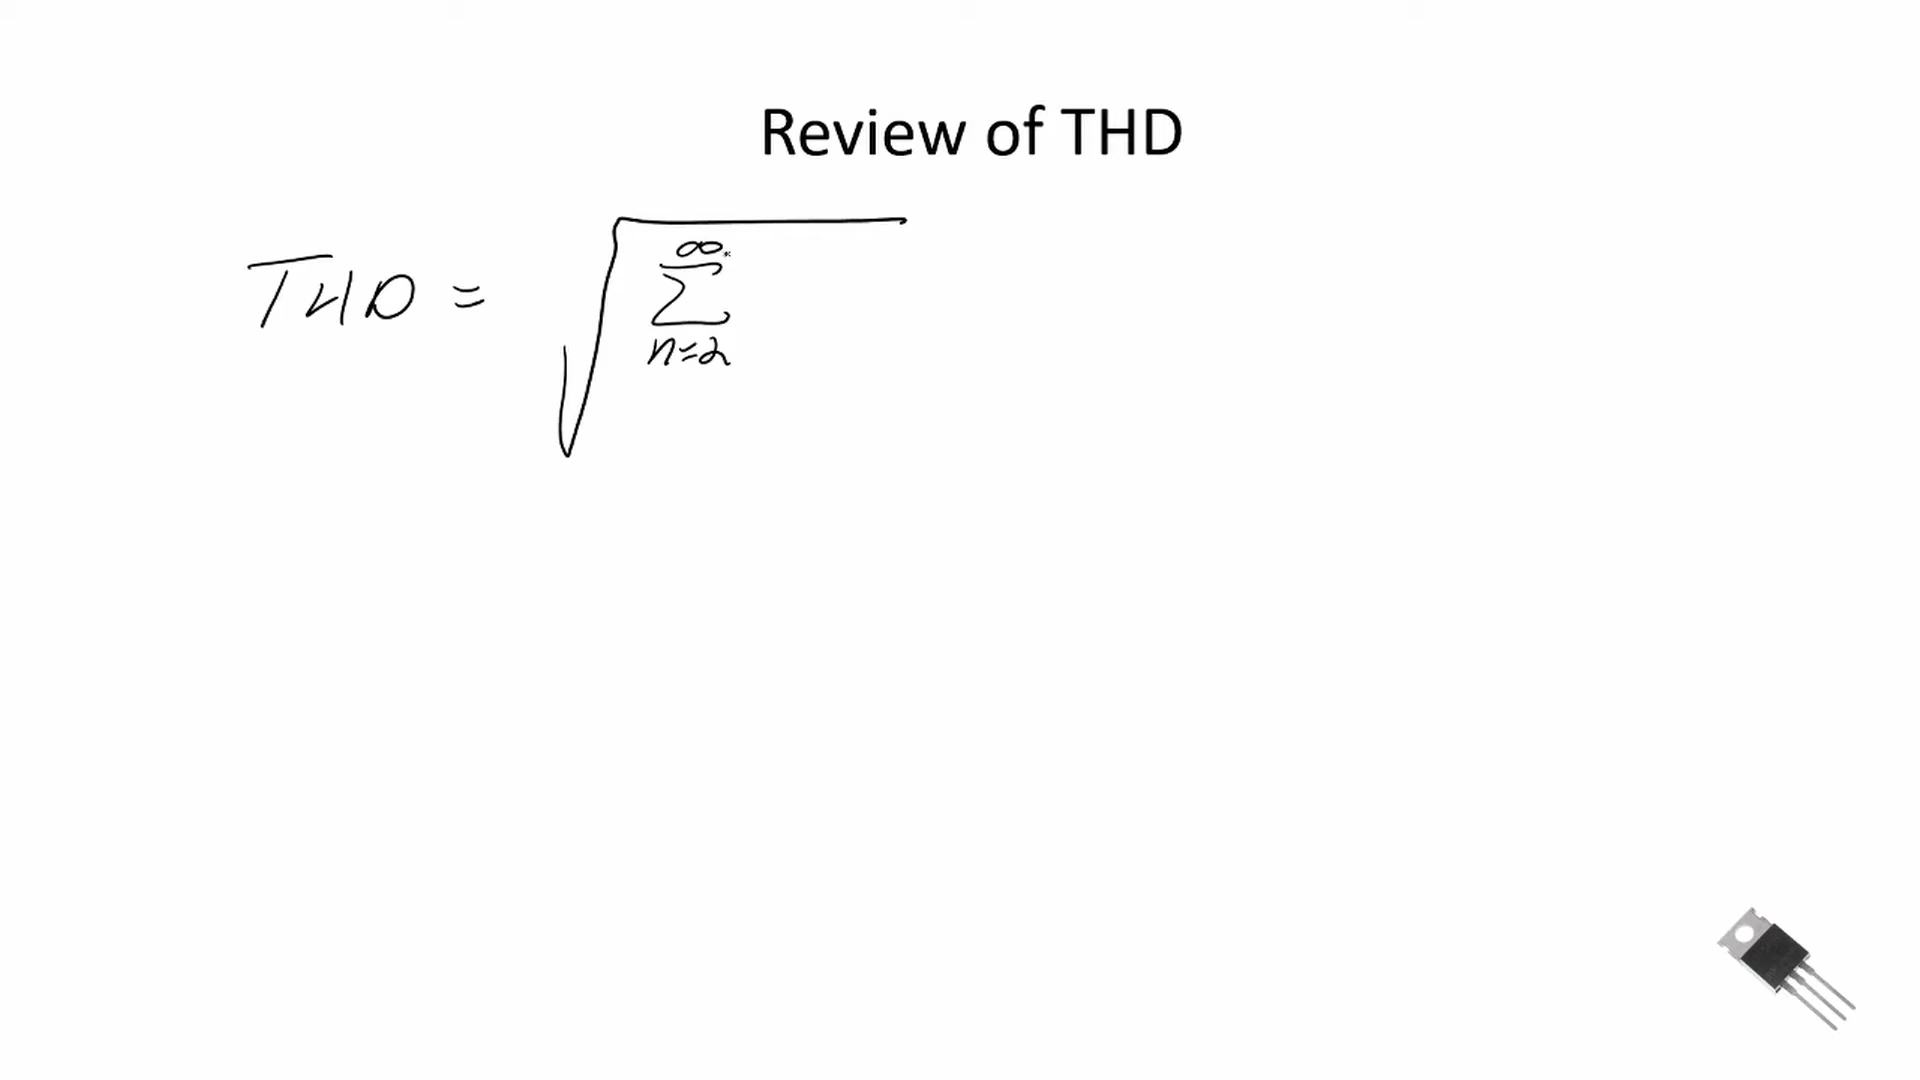 Review of THD
THD = √ ∞
∑
n=2